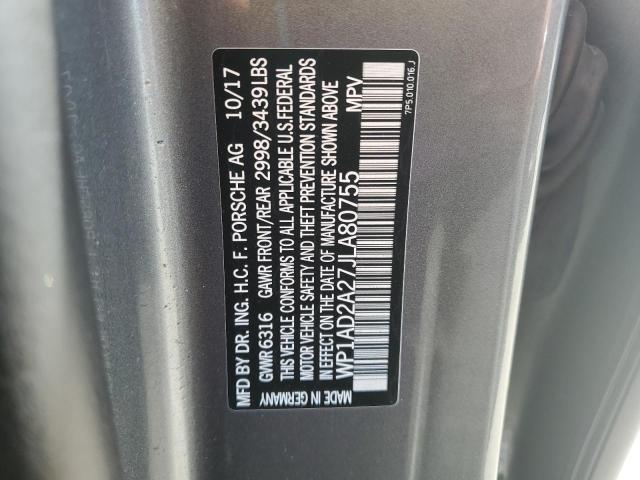 MFD BY DR. ING. H.C. F. PORSCHE AG 10/17
GVWR 6316 GAWR FRONT/REAR 2998/3439LBS
THIS VEHICLE CONFORMS TO ALL APPLICABLE U.S.FEDERAL
MOTOR VEHICLE SAFETY AND THEFT PREVENTION STANDARDS
IN EFFECT ON THE DATE OF MANUFACTURE SHOWN ABOVE
WP1AD2A27JLA80755 MPV
MADE IN GERMANY
7P5.010.016 J